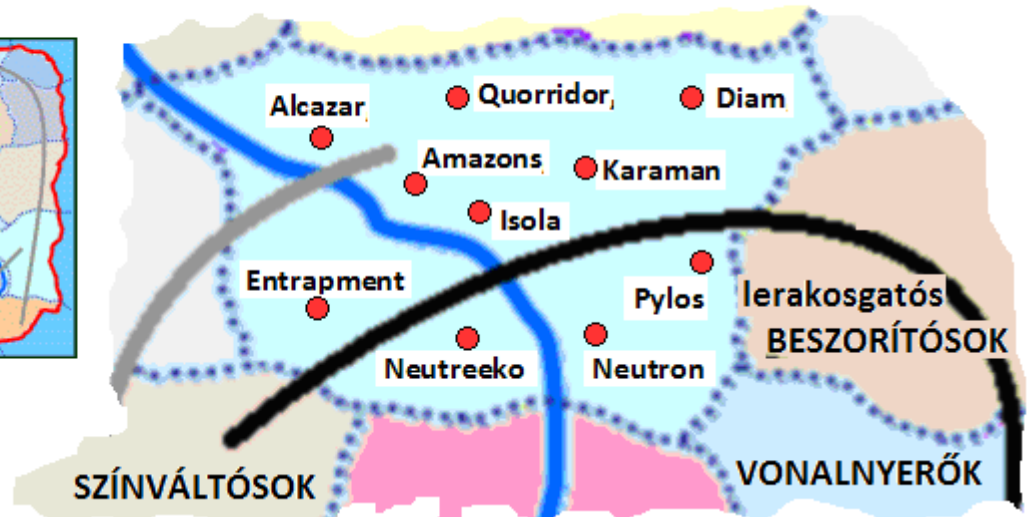 Quorridor,
Diam
Alcazar,
Amazons
Karaman
Isola
Entrapment
Pylos
lerakosgatós
BESZORÍTÓSOK
Neutreeko
Neutron
SZÍNVÁLTÓSOK
VONALNYERŐK